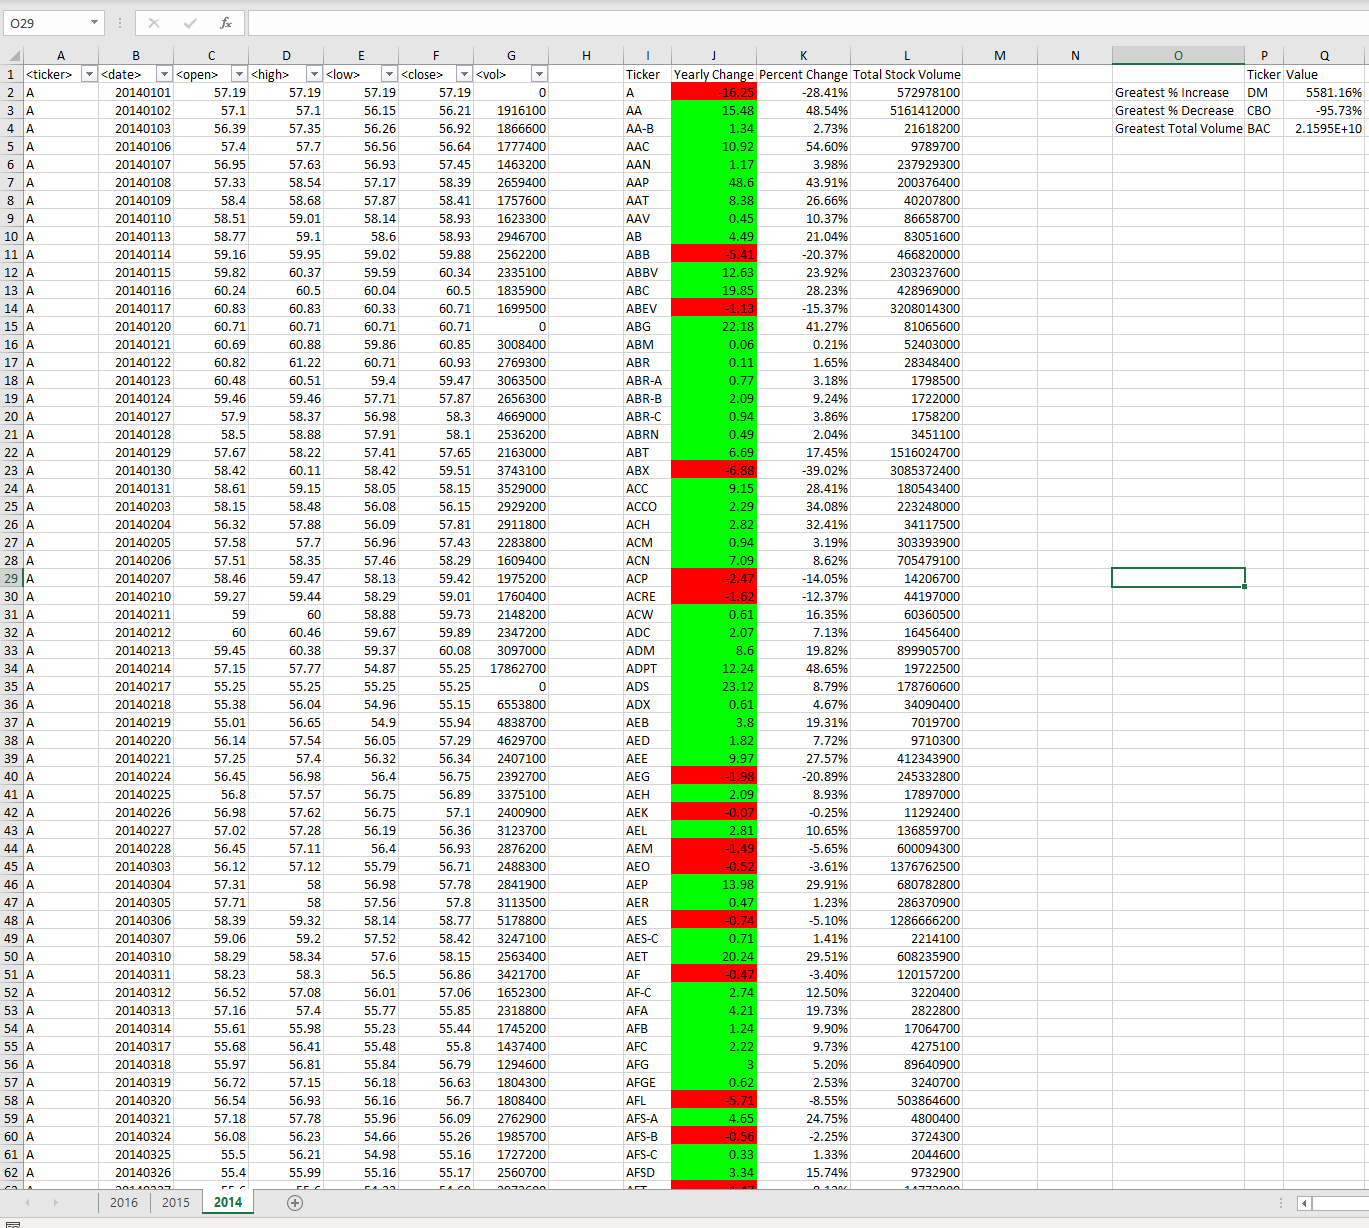 O29 fx
A B C D E F G H I J K L M N O P Q
1 <ticker> <date> <open> <high> <low> <close> <vol> Ticker Yearly Change Percent Change Total Stock Volume Ticker Value
2 A 20140101 57.19 57.19 57.19 57.19 0 A -16.25 -28.41% 572978100 Greatest % Increase DM 5581.16%
3 A 20140102 57.1 57.1 56.15 56.21 1916100 AA 15.48 48.54% 5161412000 Greatest % Decrease CBO -95.73%
4 A 20140103 56.39 57.35 56.26 56.92 1866600 AA-B 1.34 2.73% 21618200 Greatest Total Volume BAC 2.1595E+10
5 A 20140106 57.4 57.7 56.56 56.64 1777400 AAC 10.92 54.60% 9789700
6 A 20140107 56.95 57.63 56.93 57.45 1463200 AAN 1.17 3.98% 237929300
7 A 20140108 57.33 58.54 57.17 58.39 2659400 AAP 48.6 43.91% 200376400
8 A 20140109 58.4 58.68 57.87 58.41 1757600 AAT 8.38 26.66% 40207800
9 A 20140110 58.51 59.01 58.14 58.93 1623300 AAV 0.45 10.37% 86658700
10 A 20140113 58.77 59.1 58.6 58.93 2946700 AB 4.49 21.04% 83051600
11 A 20140114 59.16 59.95 59.02 59.88 2562200 ABB -5.41 -20.37% 466820000
12 A 20140115 59.82 60.37 59.59 60.34 2335100 ABBV 12.63 23.92% 2303237600
13 A 20140116 60.24 60.5 60.04 60.5 1835900 ABC 19.85 28.23% 428969000
14 A 20140117 60.83 60.83 60.33 60.71 1699500 ABEV -1.13 -15.37% 3208014300
15 A 20140120 60.71 60.71 60.71 60.71 0 ABG 22.18 41.27% 81065600
16 A 20140121 60.69 60.88 59.86 60.85 3008400 ABM 0.06 0.21% 52403000
17 A 20140122 60.82 61.22 60.71 60.93 2769300 ABR 0.11 1.65% 28348400
18 A 20140123 60.48 60.51 59.4 59.47 3063500 ABR-A 0.77 3.18% 1798500
19 A 20140124 59.46 59.46 57.71 57.87 2656300 ABR-B 2.09 9.24% 1722000
20 A 20140127 57.9 58.37 56.98 58.3 4669000 ABR-C 0.94 3.86% 1758200
21 A 20140128 58.5 58.88 57.91 58.1 2536200 ABRN 0.49 2.04% 3451100
22 A 20140129 57.67 58.22 57.41 57.65 2163000 ABT 6.69 17.45% 1516024700
23 A 20140130 58.42 60.11 58.42 59.51 3743100 ABX -6.88 -39.02% 3085372400
24 A 20140131 58.61 59.15 58.05 58.15 3529000 ACC 9.15 28.41% 180543400
25 A 20140203 58.15 58.48 56.08 56.15 2929200 ACCO 2.29 34.08% 223248000
26 A 20140204 56.32 57.88 56.09 57.81 2911800 ACH 2.82 32.41% 34117500
27 A 20140205 57.58 57.7 56.96 57.43 2283800 ACM 0.94 3.19% 303393900
28 A 20140206 57.51 58.35 57.46 58.29 1609400 ACN 7.09 8.62% 705479100
29 A 20140207 58.46 59.47 58.13 59.42 1975200 ACP -2.47 -14.05% 14206700
30 A 20140210 59.27 59.44 58.29 59.01 1760400 ACRE -1.62 -12.37% 44197000
31 A 20140211 59 60 58.88 59.73 2148200 ACW 0.61 16.35% 60360500
32 A 20140212 60 60.46 59.67 59.89 2347200 ADC 2.07 7.13% 16456400
33 A 20140213 59.45 60.38 59.37 60.08 3097000 ADM 8.6 19.82% 899905700
34 A 20140214 57.15 57.77 54.87 55.25 17862700 ADPT 12.24 48.65% 19722500
35 A 20140217 55.25 55.25 55.25 55.25 0 ADS 23.12 8.79% 178760600
36 A 20140218 55.38 56.04 54.96 55.15 6553800 ADX 0.61 4.67% 34090400
37 A 20140219 55.01 56.65 54.9 55.94 4838700 AEB 3.8 19.31% 7019700
38 A 20140220 56.14 57.54 56.05 57.29 4629700 AED 1.82 7.72% 9710300
39 A 20140221 57.25 57.4 56.32 56.34 2407100 AEE 9.97 27.57% 412343900
40 A 20140224 56.45 56.98 56.4 56.75 2392700 AEG -1.98 -20.89% 245332800
41 A 20140225 56.8 57.57 56.75 56.89 3375100 AEH 2.09 8.93% 17897000
42 A 20140226 56.98 57.62 56.75 57.1 2400900 AEK -0.07 -0.25% 11292400
43 A 20140227 57.02 57.28 56.19 56.36 3123700 AEL 2.81 10.65% 136859700
44 A 20140228 56.45 57.11 56.4 56.93 2876200 AEM -1.49 -5.65% 600094300
45 A 20140303 56.12 57.12 55.79 56.71 2488300 AEO -0.52 -3.61% 1376762500
46 A 20140304 57.31 58 56.98 57.78 2841900 AEP 13.98 29.91% 680782800
47 A 20140305 57.71 58 57.56 57.8 3113500 AER 0.47 1.23% 286370900
48 A 20140306 58.39 59.32 58.14 58.77 5178800 AES -0.74 -5.10% 1286666200
49 A 20140307 59.06 59.2 57.52 58.42 3247100 AES-C 0.71 1.41% 2214100
50 A 20140310 58.29 58.34 57.6 58.15 2563400 AET 20.24 29.51% 608235900
51 A 20140311 58.23 58.3 56.5 56.86 3421700 AF -0.47 -3.40% 120157200
52 A 20140312 56.52 57.08 56.01 57.06 1652300 AF-C 2.74 12.50% 3220400
53 A 20140313 57.16 57.4 55.77 55.85 2318800 AFA 4.21 19.73% 2822800
54 A 20140314 55.61 55.98 55.23 55.44 1745200 AFB 1.24 9.90% 17064700
55 A 20140317 55.68 56.41 55.48 55.8 1437400 AFC 2.22 9.73% 4275100
56 A 20140318 55.97 56.81 55.84 56.79 1294600 AFG 3 5.20% 89640900
57 A 20140319 56.72 57.15 56.18 56.63 1804300 AFGE 0.62 2.53% 3240700
58 A 20140320 56.54 56.93 56.16 56.7 1808400 AFL -5.71 -8.55% 503864600
59 A 20140321 57.18 57.78 55.96 56.09 2762900 AFS-A 4.65 24.75% 4800400
60 A 20140324 56.08 56.23 54.66 55.26 1985700 AFS-B -0.56 -2.25% 3724300
61 A 20140325 55.5 56.21 54.98 55.16 1727200 AFS-C 0.33 1.33% 2044600
62 A 20140326 55.4 55.99 55.16 55.17 2560700 AFSD 3.34 15.74% 9732900
2016 2015 2014